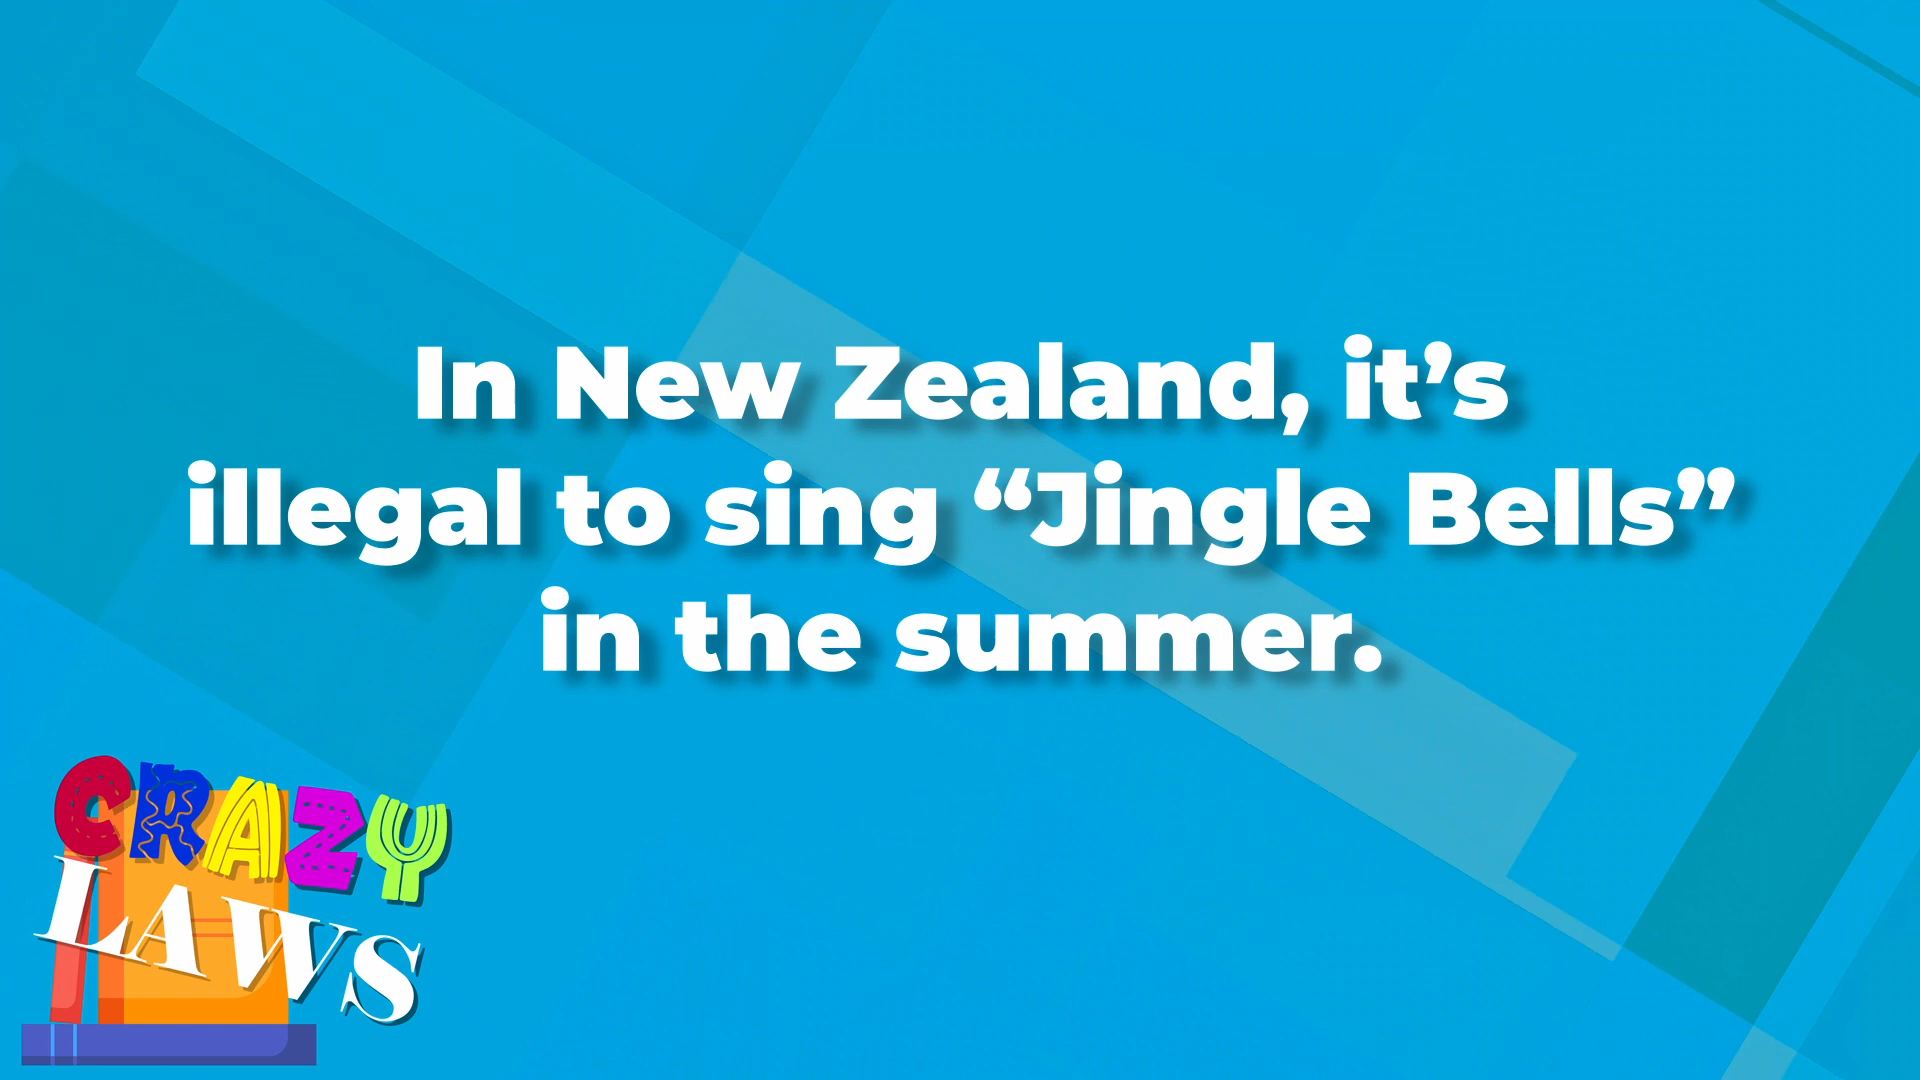 In New Zealand, it’s
illegal to sing “Jingle Bells”
in the summer.
CRAZY
LAWS